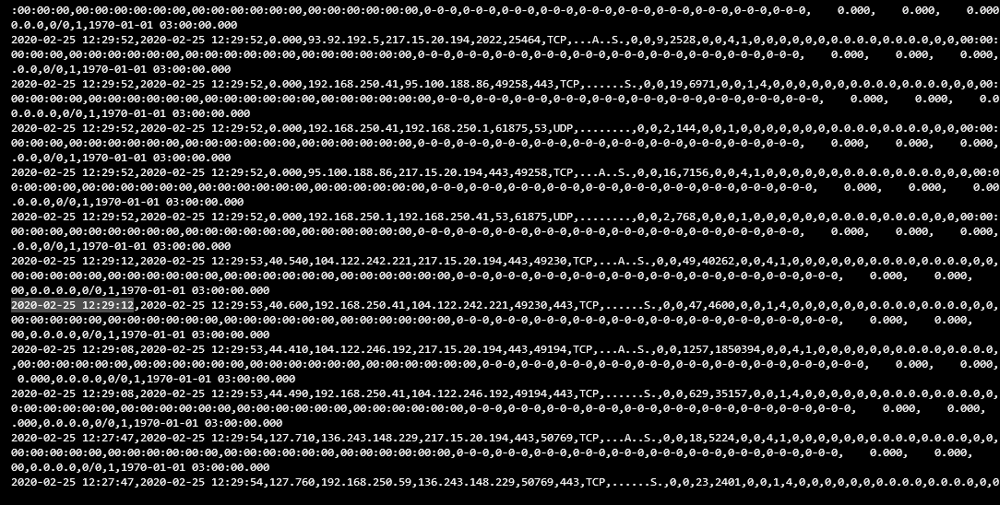 :00:00:00,00:00:00:00:00:00,00:00:00:00:00:00,0-0-0,0-0-0,0-0-0,0-0-0,0-0-0,0-0-0,0-0-0,0-0-0,0-0-0,0-0-0,    0.000,    0.000,    0.000
0.0.0,0/0,1,1970-01-01 03:00:00.000
2020-02-25 12:29:52,2020-02-25 12:29:52,0.000,93.92.192.5,217.15.20.194,2022,25464,TCP,...A..S.,0,0,9,2528,0,0,4,1,0,0,0,0,0,0,0,0.0.0.0,0.0.0.0,0,0,00:00:
00:00:00,00:00:00:00:00:00,00:00:00:00:00:00,00:00:00:00:00:00,0-0-0,0-0-0,0-0-0,0-0-0,0-0-0,0-0-0,0-0-0,0-0-0,0-0-0,0-0-0,    0.000,    0.000,    0.000,
.0.0,0/0,1,1970-01-01 03:00:00.000
2020-02-25 12:29:52,2020-02-25 12:29:52,0.000,192.168.250.41,95.100.188.86,49258,443,TCP,......S.,0,0,19,6971,0,0,1,4,0,0,0,0,0,0,0,0.0.0.0,0.0.0.0,0,0,00:
00:00:00:00,00:00:00:00:00:00,00:00:00:00:00:00,00:00:00:00:00:00,0-0-0,0-0-0,0-0-0,0-0-0,0-0-0,0-0-0,0-0-0,0-0-0,0-0-0,0-0-0,    0.000,    0.000,    0.0
0.0.0.0,0/0,1,1970-01-01 03:00:00.000
2020-02-25 12:29:52,2020-02-25 12:29:52,0.000,192.168.250.41,192.168.250.1,61875,53,UDP,........,0,0,2,144,0,0,1,0,0,0,0,0,0,0,0,0.0.0.0,0.0.0.0,0,0,00:00:
00:00:00,00:00:00:00:00:00,00:00:00:00:00:00,00:00:00:00:00:00,0-0-0,0-0-0,0-0-0,0-0-0,0-0-0,0-0-0,0-0-0,0-0-0,0-0-0,0-0-0,    0.000,    0.000,    0.000,
.0.0,0/0,1,1970-01-01 03:00:00.000
2020-02-25 12:29:52,2020-02-25 12:29:52,0.000,95.100.188.86,217.15.20.194,443,49258,TCP,...A..S.,0,0,16,7156,0,0,4,1,0,0,0,0,0,0,0,0.0.0.0,0.0.0.0,0,0,00:0
0:00:00:00,00:00:00:00:00:00,00:00:00:00:00:00,00:00:00:00:00:00,0-0-0,0-0-0,0-0-0,0-0-0,0-0-0,0-0-0,0-0-0,0-0-0,0-0-0,0-0-0,    0.000,    0.000,    0.00
.0.0.0,0/0,1,1970-01-01 03:00:00.000
2020-02-25 12:29:52,2020-02-25 12:29:52,0.000,192.168.250.1,192.168.250.41,53,61875,UDP,........,0,0,2,768,0,0,0,1,0,0,0,0,0,0,0,0.0.0.0,0.0.0.0,0,0,00:00:
00:00:00,00:00:00:00:00:00,00:00:00:00:00:00,00:00:00:00:00:00,0-0-0,0-0-0,0-0-0,0-0-0,0-0-0,0-0-0,0-0-0,0-0-0,0-0-0,0-0-0,    0.000,    0.000,    0.000,
.0.0,0/0,1,1970-01-01 03:00:00.000
2020-02-25 12:29:12,2020-02-25 12:29:53,40.540,104.122.242.221,217.15.20.194,443,49230,TCP,...A..S.,0,0,49,40262,0,0,4,1,0,0,0,0,0,0,0,0.0.0.0,0.0.0.0,0,0,
00:00:00:00:00,00:00:00:00:00:00,00:00:00:00:00:00,00:00:00:00:00:00,0-0-0,0-0-0,0-0-0,0-0-0,0-0-0,0-0-0,0-0-0,0-0-0,0-0-0,0-0-0,    0.000,    0.000,
00,0.0.0.0,0/0,1,1970-01-01 03:00:00.000
2020-02-25 12:29:12,2020-02-25 12:29:53,40.600,192.168.250.41,104.122.242.221,49230,443,TCP,......S.,0,0,47,4600,0,0,1,4,0,0,0,0,0,0,0,0.0.0.0,0.0.0.0,0,0,
00:00:00:00:00,00:00:00:00:00:00,00:00:00:00:00:00,00:00:00:00:00:00,0-0-0,0-0-0,0-0-0,0-0-0,0-0-0,0-0-0,0-0-0,0-0-0,0-0-0,0-0-0,    0.000,    0.000,
00,0.0.0.0,0/0,1,1970-01-01 03:00:00.000
2020-02-25 12:29:08,2020-02-25 12:29:53,44.410,104.122.246.192,217.15.20.194,443,49194,TCP,...A..S.,0,0,1257,1850394,0,0,4,1,0,0,0,0,0,0,0,0.0.0.0,0.0.0.0,
,00:00:00:00:00:00,00:00:00:00:00:00,00:00:00:00:00:00,00:00:00:00:00:00,0-0-0,0-0-0,0-0-0,0-0-0,0-0-0,0-0-0,0-0-0,0-0-0,0-0-0,0-0-0,    0.000,    0.000,
 0.000,0.0.0.0,0/0,1,1970-01-01 03:00:00.000
2020-02-25 12:29:08,2020-02-25 12:29:53,44.490,192.168.250.41,104.122.246.192,49194,443,TCP,......S.,0,0,629,35157,0,0,1,4,0,0,0,0,0,0,0,0.0.0.0,0.0.0.0,0,
0:00:00:00:00:00,00:00:00:00:00:00,00:00:00:00:00:00,00:00:00:00:00:00,0-0-0,0-0-0,0-0-0,0-0-0,0-0-0,0-0-0,0-0-0,0-0-0,0-0-0,0-0-0,    0.000,    0.000,
.000,0.0.0.0,0/0,1,1970-01-01 03:00:00.000
2020-02-25 12:27:47,2020-02-25 12:29:54,127.710,136.243.148.229,217.15.20.194,443,50769,TCP,...A..S.,0,0,18,5224,0,0,4,1,0,0,0,0,0,0,0,0.0.0.0,0.0.0.0,0,0,
00:00:00:00:00,00:00:00:00:00:00,00:00:00:00:00:00,00:00:00:00:00:00,0-0-0,0-0-0,0-0-0,0-0-0,0-0-0,0-0-0,0-0-0,0-0-0,0-0-0,0-0-0,    0.000,    0.000,
00,0.0.0.0,0/0,1,1970-01-01 03:00:00.000
2020-02-25 12:27:47,2020-02-25 12:29:54,127.760,192.168.250.59,136.243.148.229,50769,443,TCP,......S.,0,0,23,2401,0,0,1,4,0,0,0,0,0,0,0,0.0.0.0,0.0.0.0,0,0